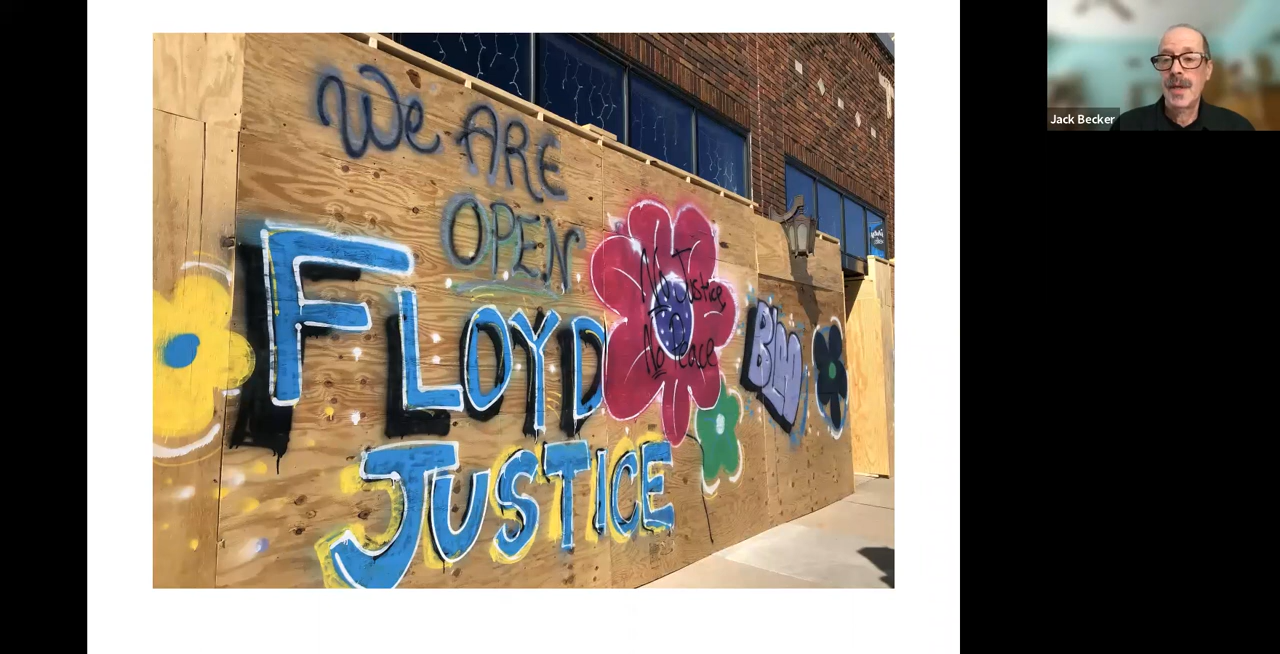 We ARE
OPEN
FLOYD
JUSTICE
No Justice,
No Peace
BLM
Jack Becker